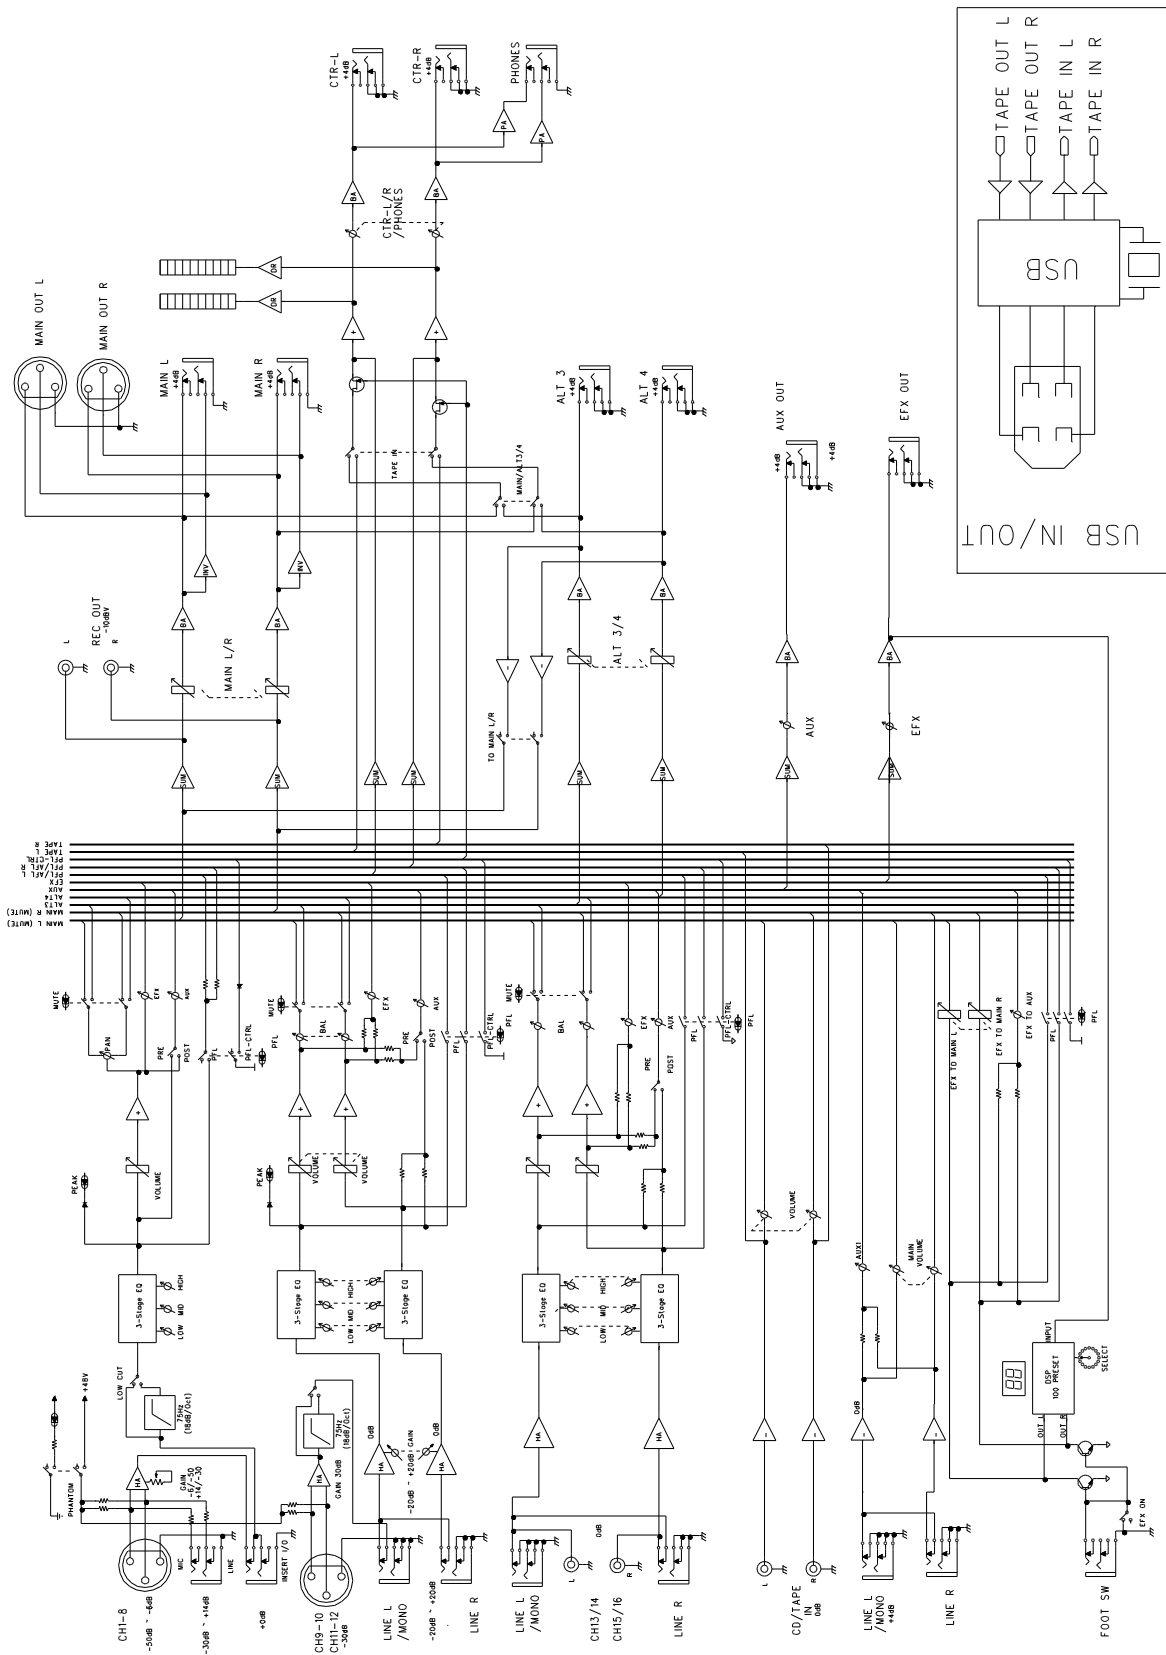 CTR-L
+4dB
CTR-R
+4dB
PHONES
PA
PA
BA
BA
CTR-L/R
/PHONES
DR
DR
+
+
MAIN OUT L
MAIN OUT R
MAIN L
+4dB
MAIN R
+4dB
TAPE IN
MAIN/ALT3/4
ALT 3
+4dB
ALT 4
+4dB
AUX OUT
+4dB
+4dB
EFX OUT
+4dB
TAPE OUT L
TAPE OUT R
TAPE IN L
TAPE IN R
USB
USB IN/OUT
INV
INV
REC OUT
-10dBV
L
R
BA
BA
BA
BA
BA
BA
MAIN L/R
ALT 3/4
-
-
TO MAIN L/R
AUX
EFX
SUM
SUM
SUM
SUM
SUM
SUM
SUM
SUM
TAPE R
TAPE L
PFL-CTRL
PFL/AFL R
PFL/AFL L
EFX
AUX
ALT4
ALT3
MAIN R (MUTE)
MAIN L (MUTE)
MUTE
PAN
EFX
AUX
PRE
POST
PFL
PFL-CTRL
PFL
+
VOLUME
PEAK
3-Stage EQ
HIGH
MID
LOW
LOW CUT
75Hz
(18dB/Oct)
+48V
PHANTOM
HA
GAIN
-6/-50
+14/-30
MIC
LINE
INSERT I/O
CH1-8
-50dB ~ -6dB
-30dB ~ +14dB
+0dB
MUTE
BAL
EFX
AUX
PRE
POST
PFL
PFL-CTRL
PFL
+
+
VOLUME
VOLUME
PEAK
3-Stage EQ
3-Stage EQ
HIGH
MID
LOW
75Hz
(18dB/Oct)
HA
GAIN 30dB
0dB
HA
GAIN
-20dB ~ +20dB
0dB
HA
CH9-10
CH11-12
-30dB
LINE L
/MONO
-20dB ~ +20dB
LINE R
MUTE
BAL
EFX
AUX
PRE
POST
PFL
PFL-CTRL
PFL
+
+
3-Stage EQ
3-Stage EQ
HIGH
MID
LOW
HA
HA
LINE L
/MONO
L
0dB
R
CH13/14
CH15/16
LINE R
VOLUME
-
-
L
R
CD/TAPE
IN
0dB
AUX1
MAIN
VOLUME
0dB
-
-
LINE L
/MONO
+4dB
LINE R
EFX TO MAIN L
EFX TO MAIN R
EFX TO AUX
PFL
PFL
INPUT
DSP
100 PRESET
88
SELECT
OUT L
OUT R
EFX ON
FOOT SW